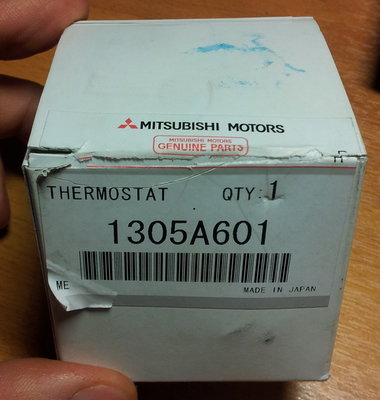 MITSUBISHI MOTORS
MITSUBISHI MOTORS
GENUINE PARTS
THERMOSTAT QTY:1
1305A601
ME
MADE IN JAPAN